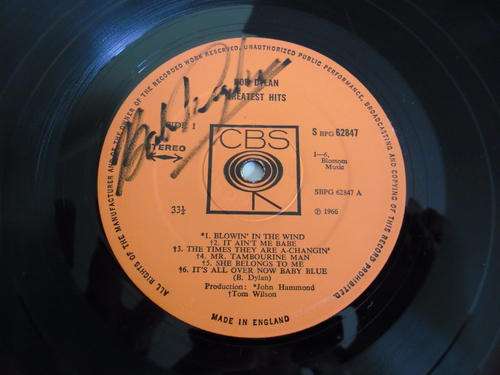 ALL RIGHTS OF THE MANUFACTURER AND OF THE OWNER OF THE RECORDED WORK RESERVED. UNAUTHORIZED PUBLIC PERFORMANCE, BROADCASTING AND COPYING OF THIS RECORD PROHIBITED.
BOB DYLAN
GREATEST HITS
SIDE 1
STEREO
CBS
S BPG 62847
1—6, Blossom
Music
SBPG 62847 A
33⅓
℗ 1966
*1. BLOWIN' IN THE WIND
†2. IT AIN'T ME BABE
†3. THE TIMES THEY ARE A-CHANGIN'
†4. MR. TAMBOURINE MAN
†5. SHE BELONGS TO ME
†6. IT'S ALL OVER NOW BABY BLUE
(B. Dylan)
Production: *John Hammond
†Tom Wilson
MADE IN ENGLAND